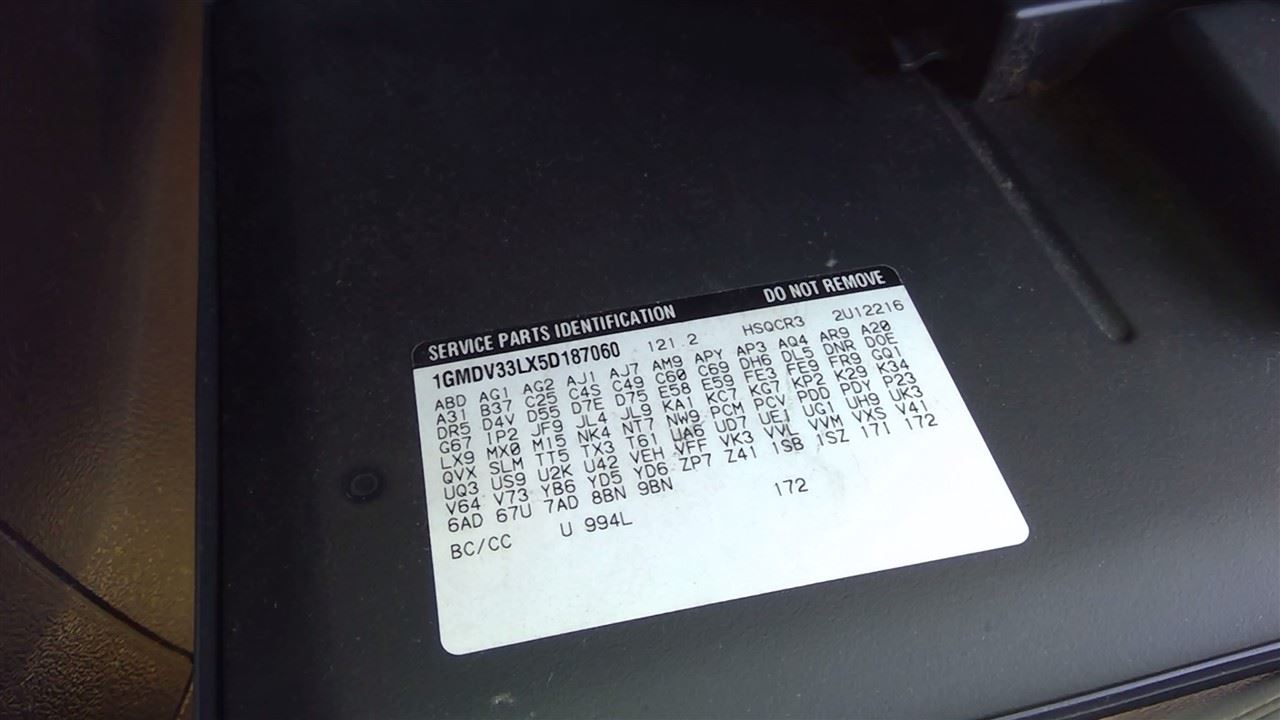 SERVICE PARTS IDENTIFICATION DO NOT REMOVE
1GMDV33LX5D187060 121.2 HSQCR3 2U12216
ABD AG1 AG2 AJ1 AJ7 AM9 APY AP3 AQ4 AR9 A20
A31 B37 C25 C4S C49 C60 C69 DH6 DL5 DNR DOE
DR5 D4V D55 D7E D75 E58 E59 FE3 FE9 FR9 GQ1
G67 IP2 JF9 JL4 JL9 KA1 KC7 KG7 KP2 K29 K34
LX9 MX0 M15 NK4 NT7 NW9 PCM PCV PDD PDY P23
QVX SLM TT5 TX3 T61 UA6 UD7 UE1 UG1 UH9 UK3
UQ3 US9 U2K U42 VEH VFF VK3 VVL VVM VXS V41
V64 V73 YB6 YD5 YD6 ZP7 Z41 1SB 1SZ 171 172
6AD 67U 7AD 8BN 9BN
172
BC/CC U 994L